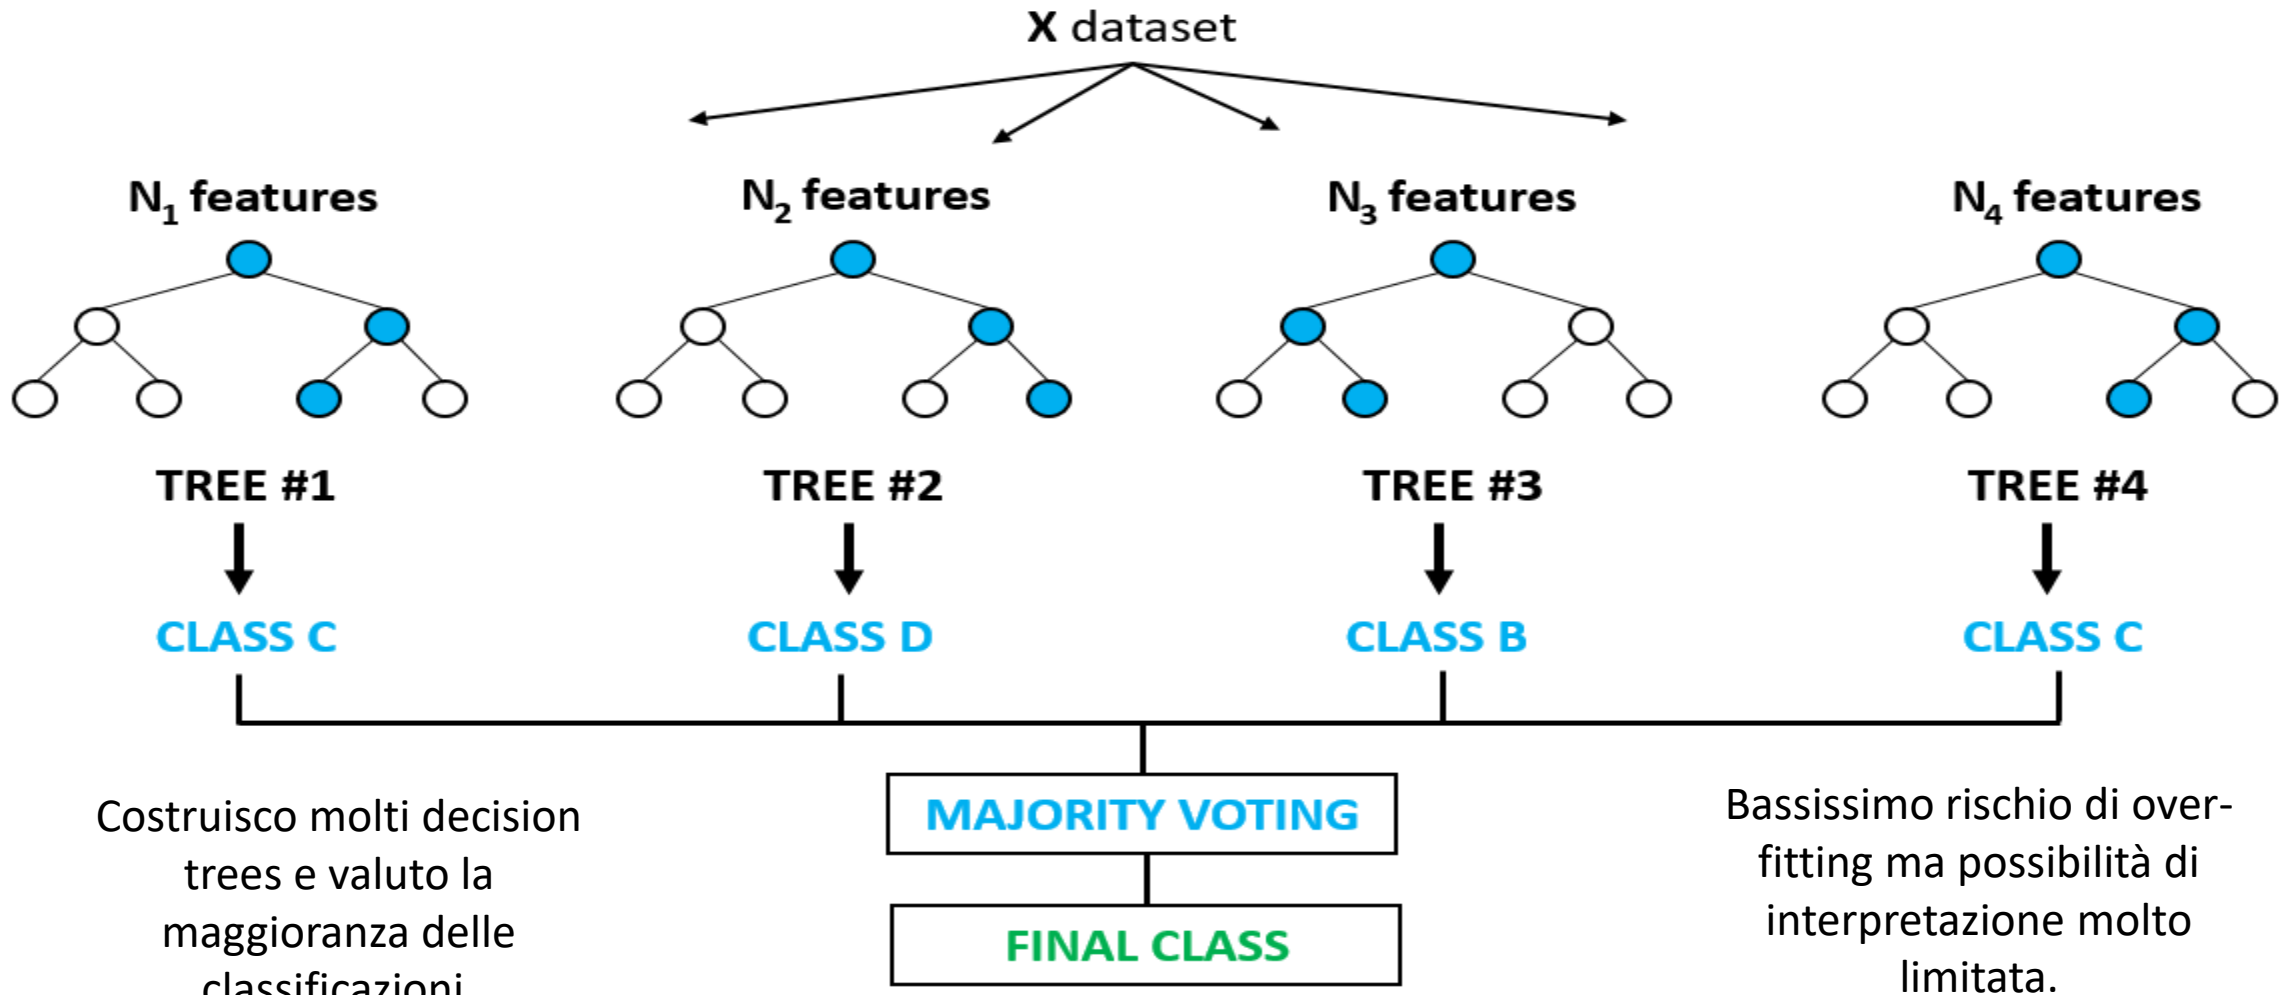 X dataset
N₁ features
N₂ features
N₃ features
N₄ features
TREE #1
TREE #2
TREE #3
TREE #4
CLASS C
CLASS D
CLASS B
CLASS C
MAJORITY VOTING
FINAL CLASS
Costruisco molti decision
trees e valuto la
maggioranza delle
classificazioni
Bassissimo rischio di over-
fitting ma possibilità di
interpretazione molto
limitata.